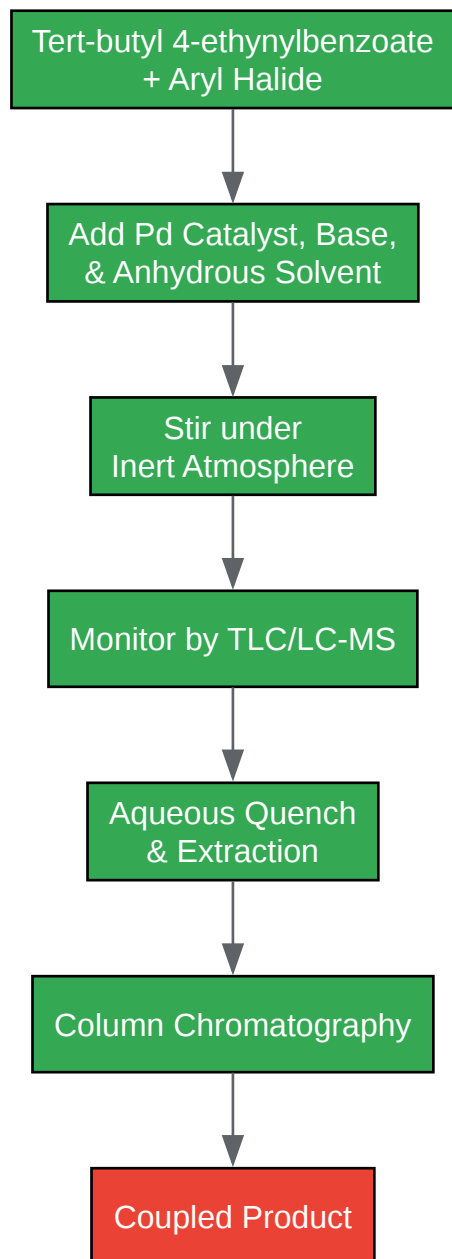 Tert-butyl 4-ethynylbenzoate
+ Aryl Halide
Add Pd Catalyst, Base,
& Anhydrous Solvent
Stir under
Inert Atmosphere
Monitor by TLC/LC-MS
Aqueous Quench
& Extraction
Column Chromatography
Coupled Product